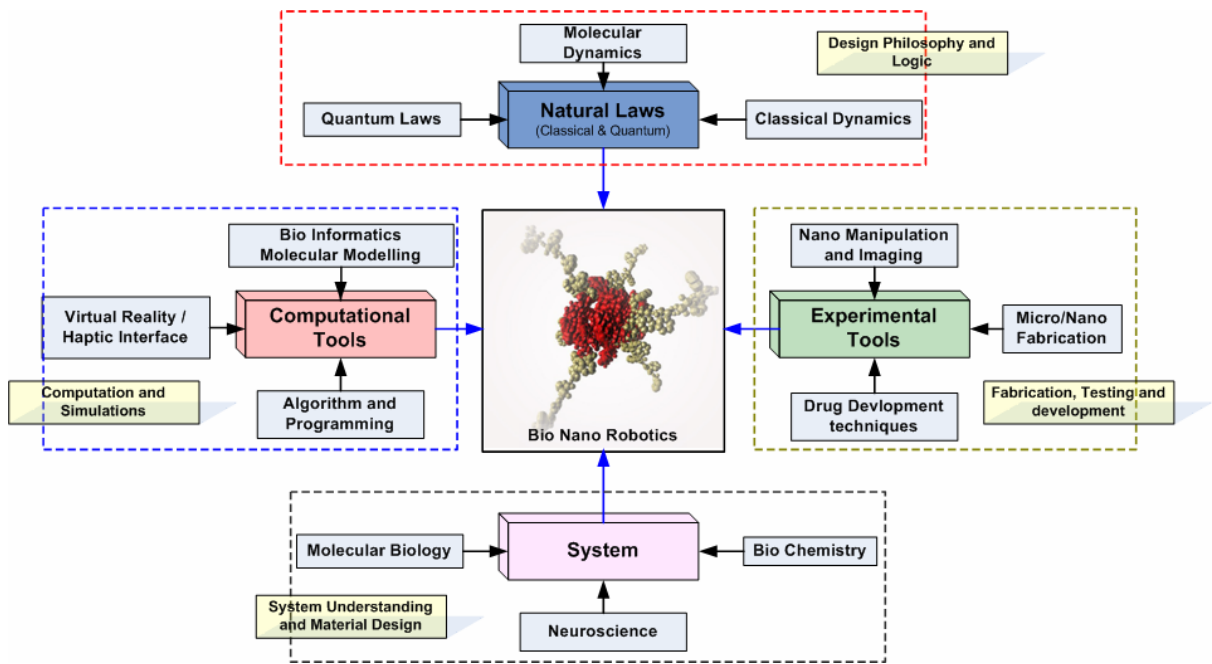 Molecular
Dynamics
Design Philosophy and
Logic
Quantum Laws
Natural Laws
(Classical & Quantum)
Classical Dynamics
Bio Informatics
Molecular Modelling
Virtual Reality /
Haptic Interface
Computational
Tools
Computation and
Simulations
Algorithm and
Programming
Bio Nano Robotics
Nano Manipulation
and Imaging
Experimental
Tools
Micro/Nano
Fabrication
Drug Devlopment
techniques
Fabrication, Testing and
development
Molecular Biology
System
Bio Chemistry
System Understanding
and Material Design
Neuroscience